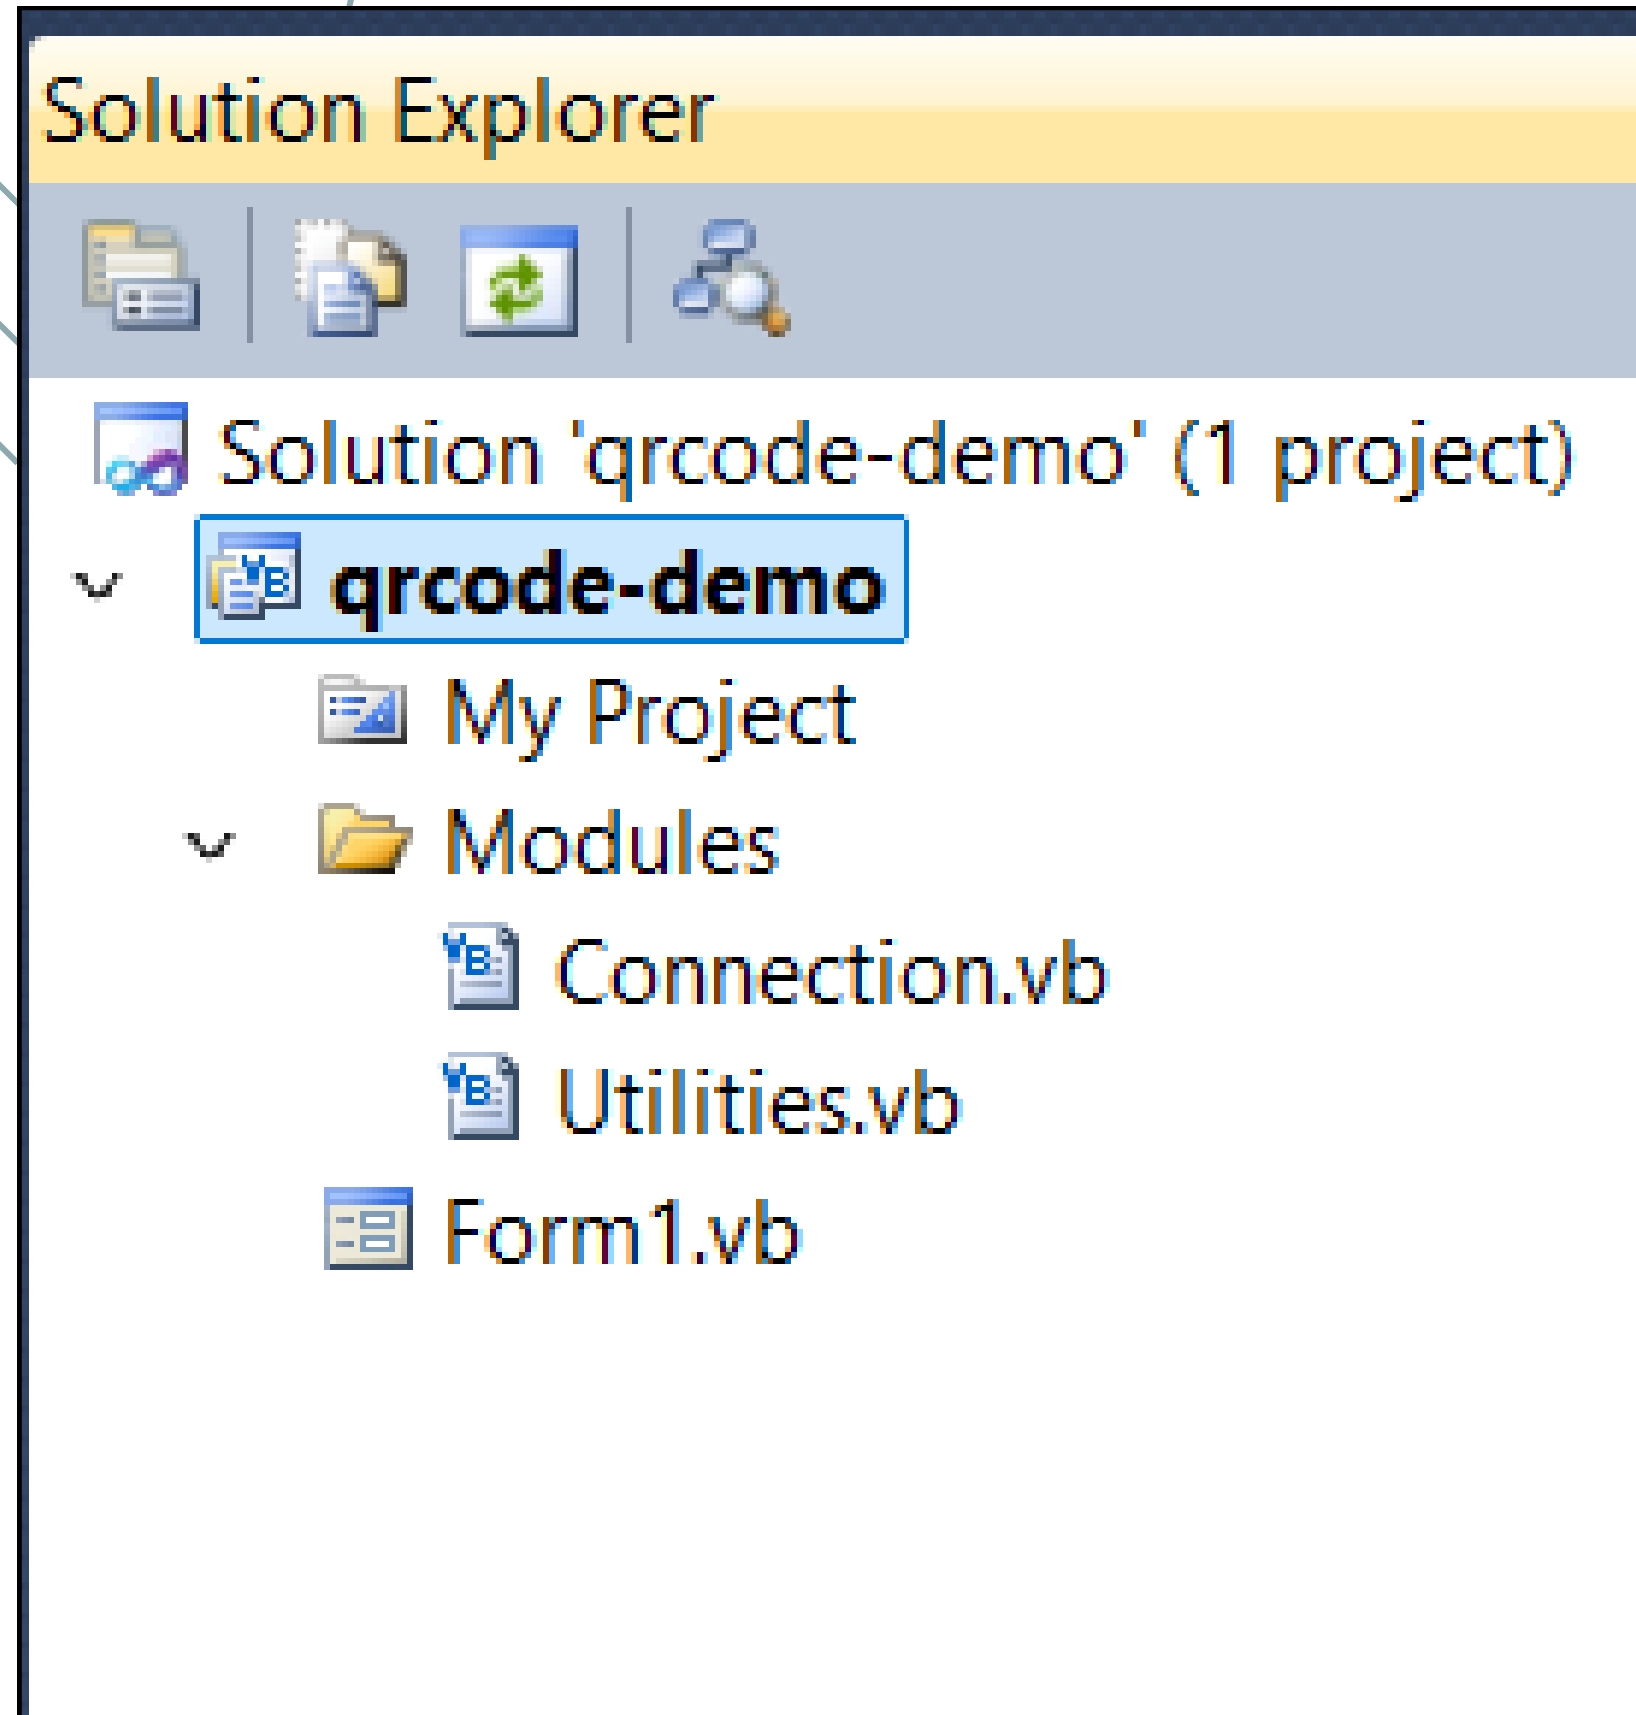 Solution Explorer
Solution 'qrcode-demo' (1 project)
qrcode-demo
My Project
Modules
Connection.vb
Utilities.vb
Form1.vb